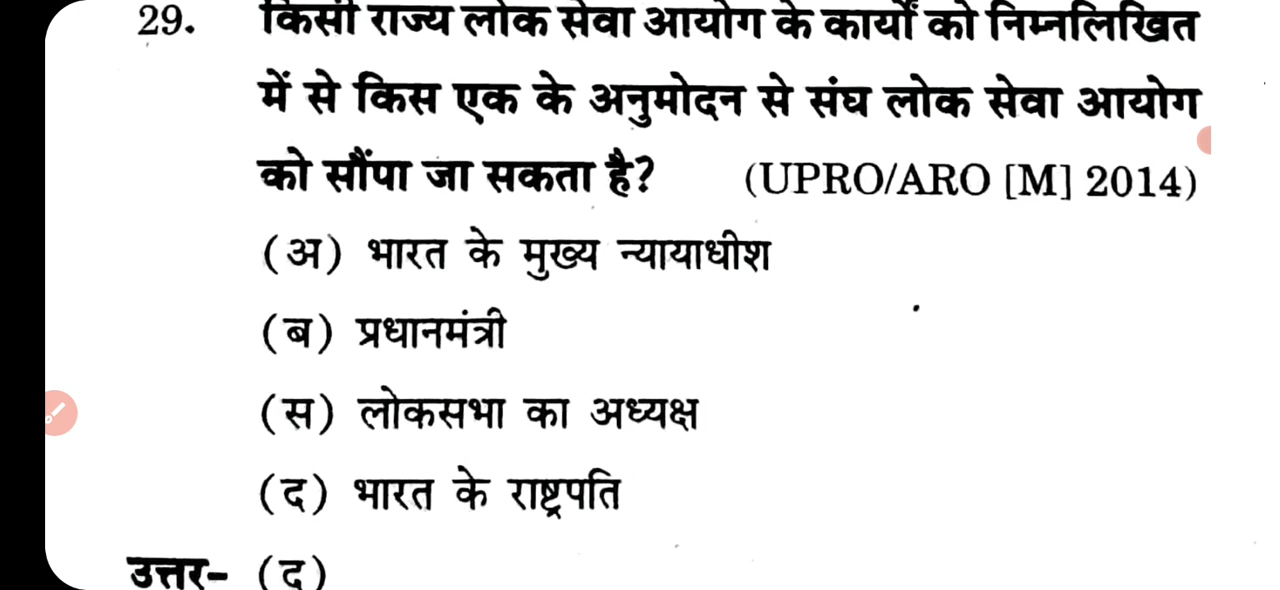 29. किसी राज्य लोक सेवा आयोग के कार्यों को निम्नलिखित
में से किस एक के अनुमोदन से संघ लोक सेवा आयोग
को सौंपा जा सकता है? (UPRO/ARO [M] 2014)
(अ) भारत के मुख्य न्यायाधीश
(ब) प्रधानमंत्री
(स) लोकसभा का अध्यक्ष
(द) भारत के राष्ट्रपति
उत्तर- (द)